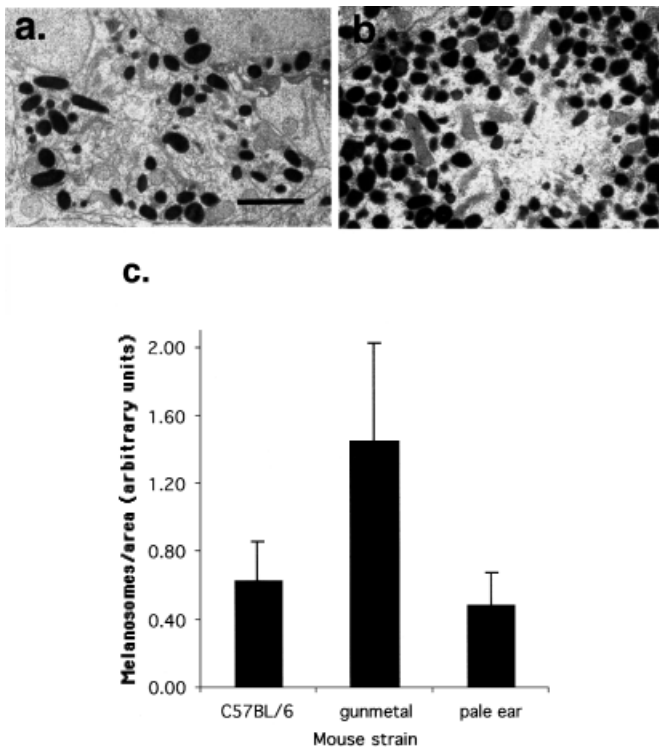 a.
b
c.
Melanosomes/area (arbitrary units)
2.00
1.60
1.20
0.80
0.40
0.00
C57BL/6 gunmetal pale ear
Mouse strain